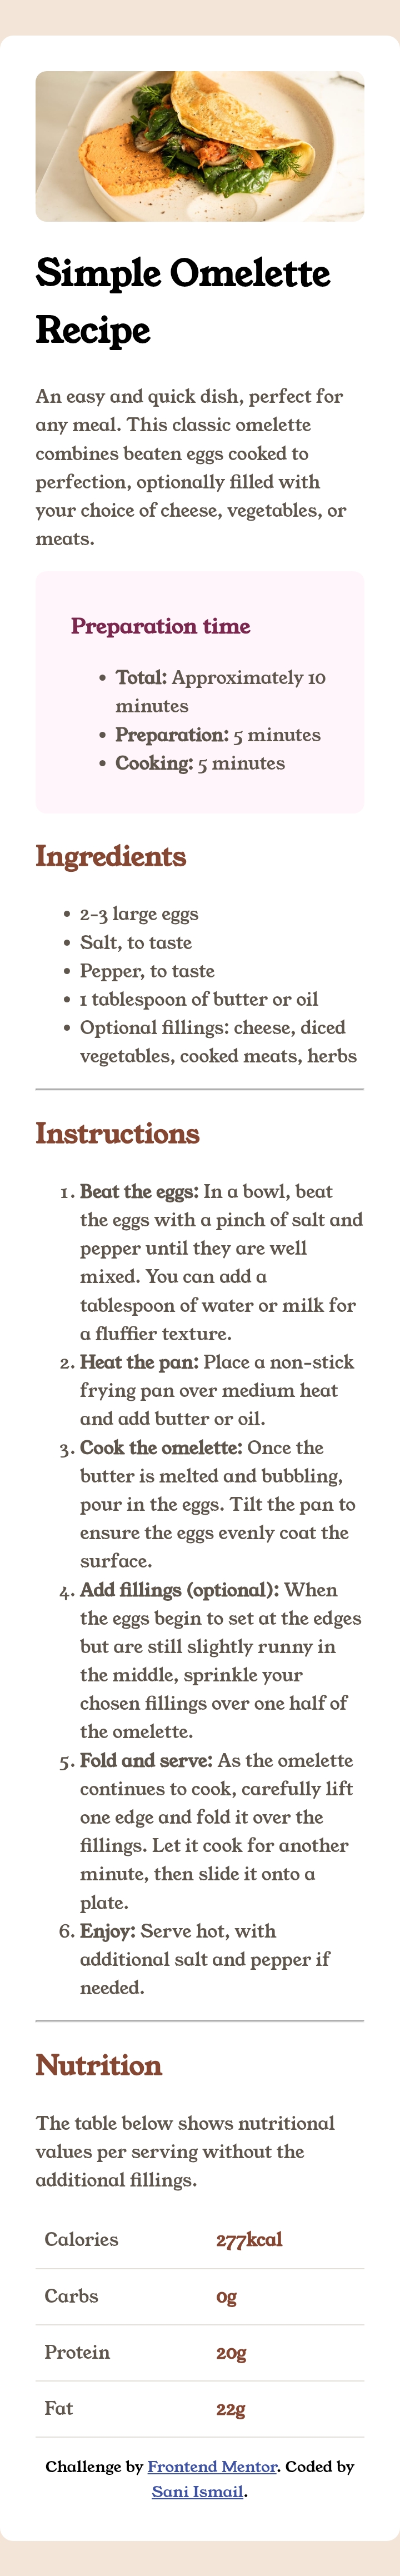 Simple Omelette
Recipe
An easy and quick dish, perfect for
any meal. This classic omelette
combines beaten eggs cooked to
perfection, optionally filled with
your choice of cheese, vegetables, or
meats.
Preparation time
• Total: Approximately 10
minutes
• Preparation: 5 minutes
• Cooking: 5 minutes
Ingredients
• 2-3 large eggs
• Salt, to taste
• Pepper, to taste
• 1 tablespoon of butter or oil
• Optional fillings: cheese, diced
vegetables, cooked meats, herbs
Instructions
1. Beat the eggs: In a bowl, beat
the eggs with a pinch of salt and
pepper until they are well
mixed. You can add a
tablespoon of water or milk for
a fluffier texture.
2. Heat the pan: Place a non-stick
frying pan over medium heat
and add butter or oil.
3. Cook the omelette: Once the
butter is melted and bubbling,
pour in the eggs. Tilt the pan to
ensure the eggs evenly coat the
surface.
4. Add fillings (optional): When
the eggs begin to set at the edges
but are still slightly runny in
the middle, sprinkle your
chosen fillings over one half of
the omelette.
5. Fold and serve: As the omelette
continues to cook, carefully lift
one edge and fold it over the
fillings. Let it cook for another
minute, then slide it onto a
plate.
6. Enjoy: Serve hot, with
additional salt and pepper if
needed.
Nutrition
The table below shows nutritional
values per serving without the
additional fillings.
Calories 277kcal
Carbs 0g
Protein 20g
Fat 22g
Challenge by Frontend Mentor. Coded by
Sani Ismail.